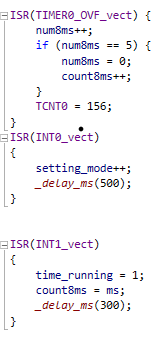 ISR(TIMER0_OVF_vect) {
num8ms++;
if (num8ms == 5) {
num8ms = 0;
count8ms++;
}
TCNT0 = 156;
}
ISR(INT0_vect)
{
setting_mode++;
_delay_ms(500);
}
ISR(INT1_vect)
{
time_running = 1;
count8ms = ms;
_delay_ms(300);
}